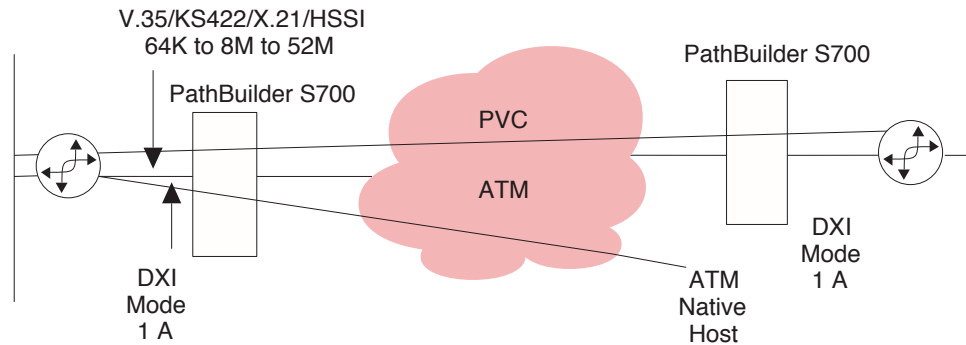 V.35/KS422/X.21/HSSI
64K to 8M to 52M
PathBuilder S700
PathBuilder S700
PVC
ATM
DXI
Mode
1 A
ATM
Native
Host
DXI
Mode
1 A